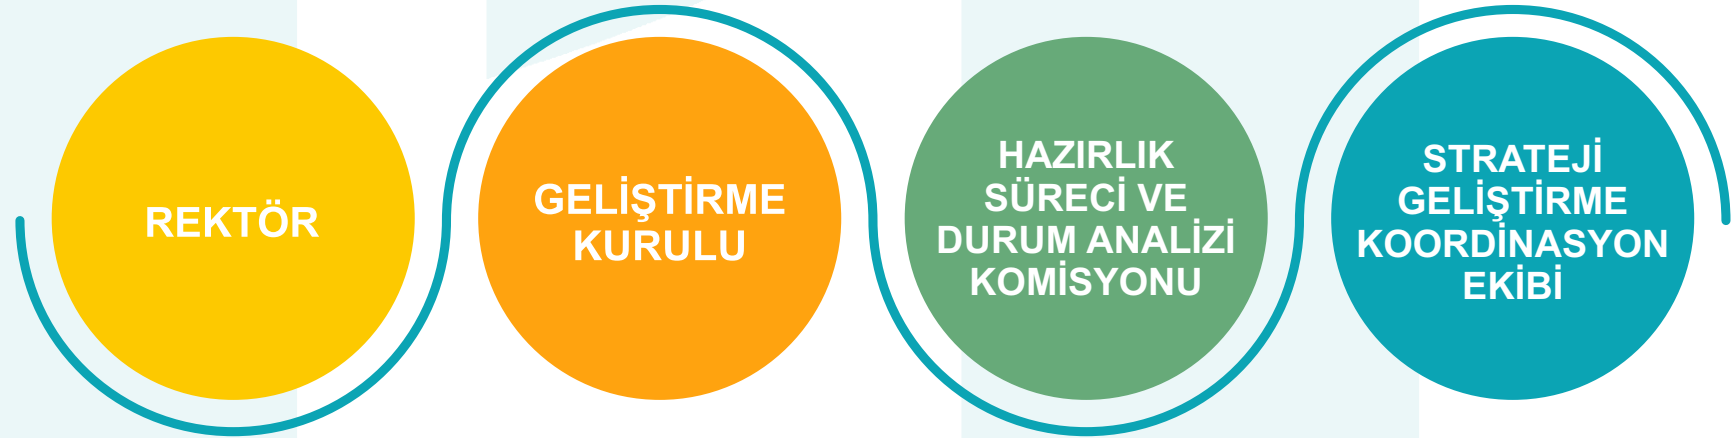 REKTÖR
GELİŞTİRME
KURULU
HAZIRLIK
SÜRECİ VE
DURUM ANALİZİ
KOMİSYONU
STRATEJİ
GELİŞTİRME
KOORDİNASYON
EKİBİ